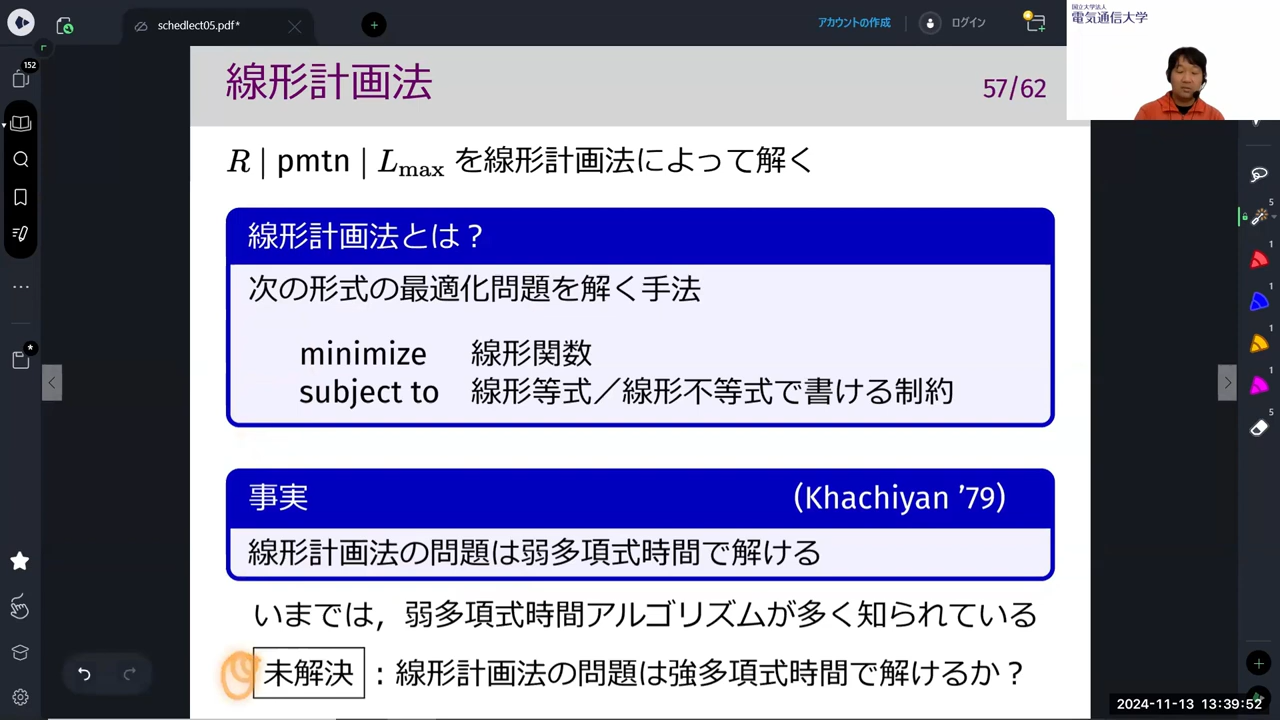 schedlect05.pdf*
アカウントの作成
ログイン
国立大学法人
電気通信大学
152
線形計画法
57/62
R | pmtn | Lmax を線形計画法によって解く
線形計画法とは？
次の形式の最適化問題を解く手法
minimize 線形関数
subject to 線形等式／線形不等式で書ける制約
事実 (Khachiyan ’79)
線形計画法の問題は弱多項式時間で解ける
いまでは，弱多項式時間アルゴリズムが多く知られている
未解決：線形計画法の問題は強多項式時間で解けるか？
5
1
1
1
1
5
2024-11-13 13:39:52